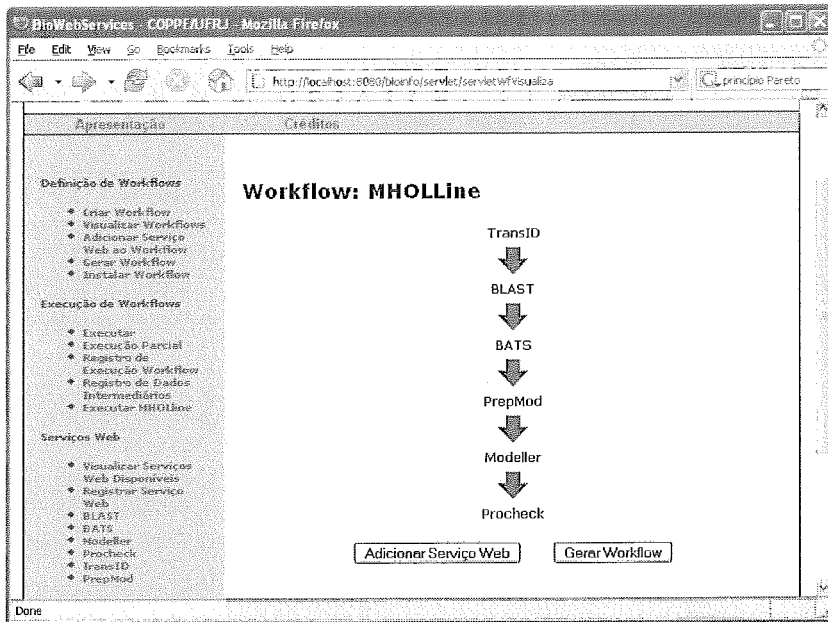 BioWebServices - COPPE/UFRJ - Mozilla Firefox
File Edit View Go Bookmarks Tools Help
http://localhost:8080/bioinfo/servlet/servletWfVisualiza
principio Pareto
Apresentação Créditos
Definição de Workflows
Criar Workflow
Visualizar Workflows
Adicionar Serviço
Web ao Workflow
Gerar Workflow
Instalar Workflow
Execução de Workflows
Executar
Execução Parcial
Registro de
Execução Workflow
Registro de Dados
Intermediários
Executar MHOLline
Serviços Web
Visualizar Serviços
Web Disponíveis
Registrar Serviço
Web
BLAST
BATS
Modeller
Procheck
TransID
PrepMod
Workflow: MHOLLine
TransID
BLAST
BATS
PrepMod
Modeller
Procheck
Adicionar Serviço Web Gerar Workflow
Done